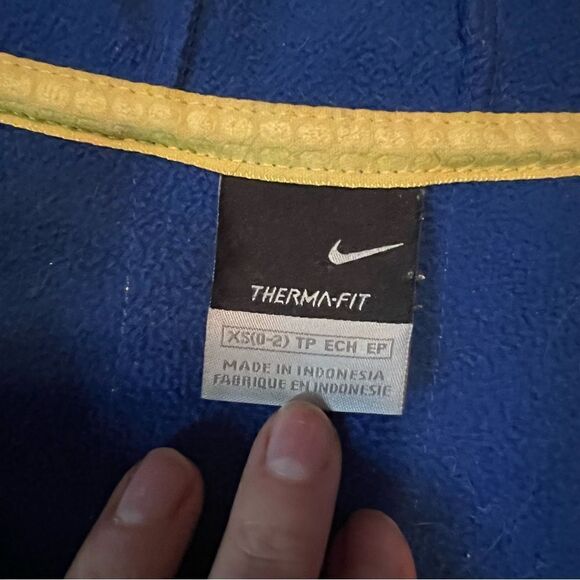 THERMA-FIT
XS(0-2) TP ECH EP
MADE IN INDONESIA
FABRIQUE EN INDONESIE